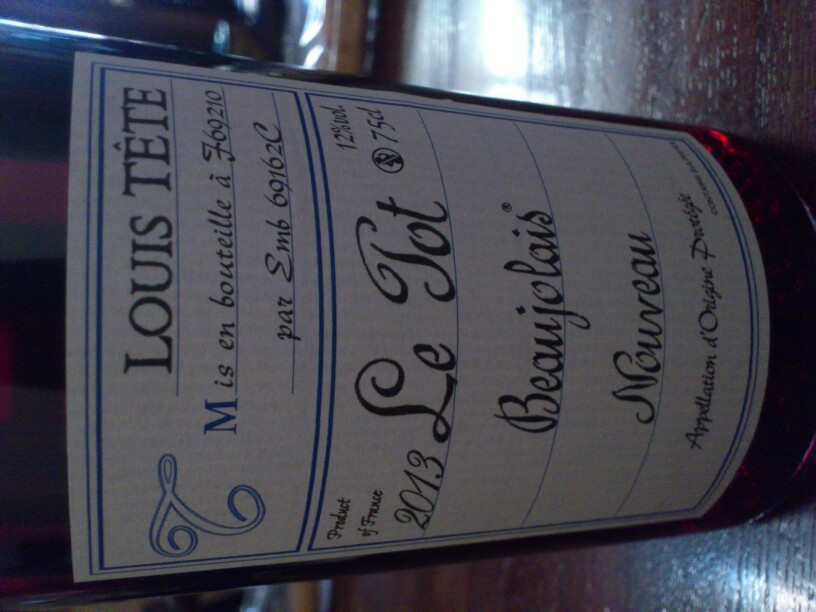 LOUIS TÊTE
Mis en bouteille à F69210
par Emb 69162C
Product
of France
12%vol.
75cl
2013 Le Tot
Beaujolais®
Nouveau
Appellation d'Origine Protégée